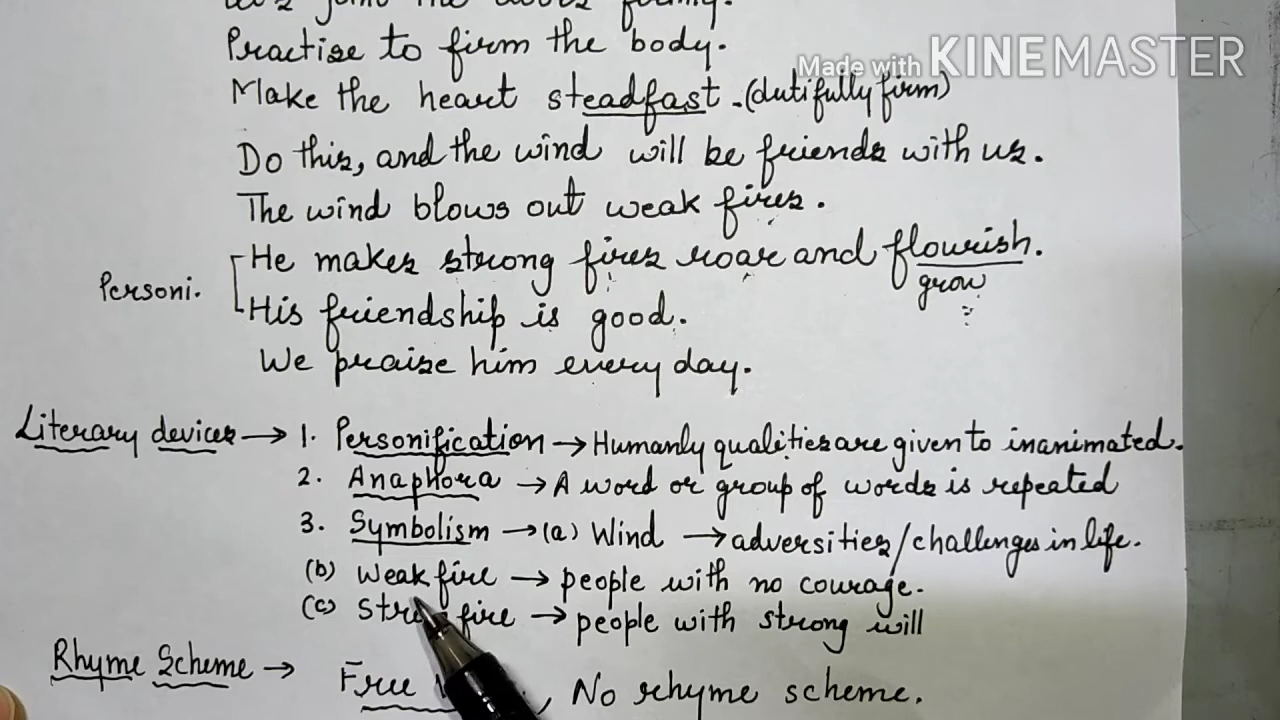 Made with KINEMASTER
Practise to firm the body.
Make the heart steadfast. (dutifully firm)
Do this, and the wind will be friends with us.
The wind blows out weak fires.
He makes strong fires roar and flourish.
grow
Personi.
His friendship is good.
We praise him every day.
Literary devices → 1. Personification → Humanly qualities are given to inanimated.
2. Anaphora → A word or group of words is repeated
3. Symbolism → (a) Wind → adversities/challenges in life.
(b) Weak fire → people with no courage.
(c) fire → people with strong will
Rhyme Scheme → Free , No rhyme scheme.